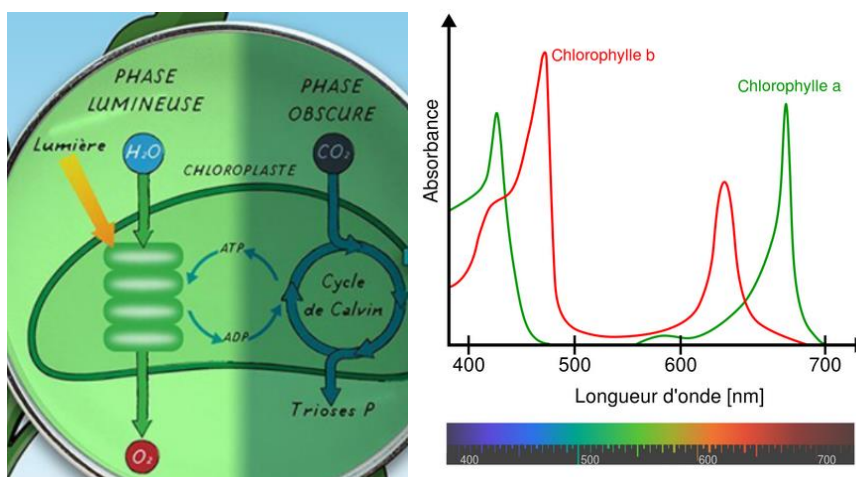 PHASE
LUMINEUSE
PHASE
OBSCURE
Lumière
H₂O
CO₂
CHLOROPLASTE
ATP
ADP
Cycle
de Calvin
Trioses P
O₂
Absorbance
Chlorophylle b
Chlorophylle a
400 500 600 700
Longueur d'onde [nm]
400 500 600 700